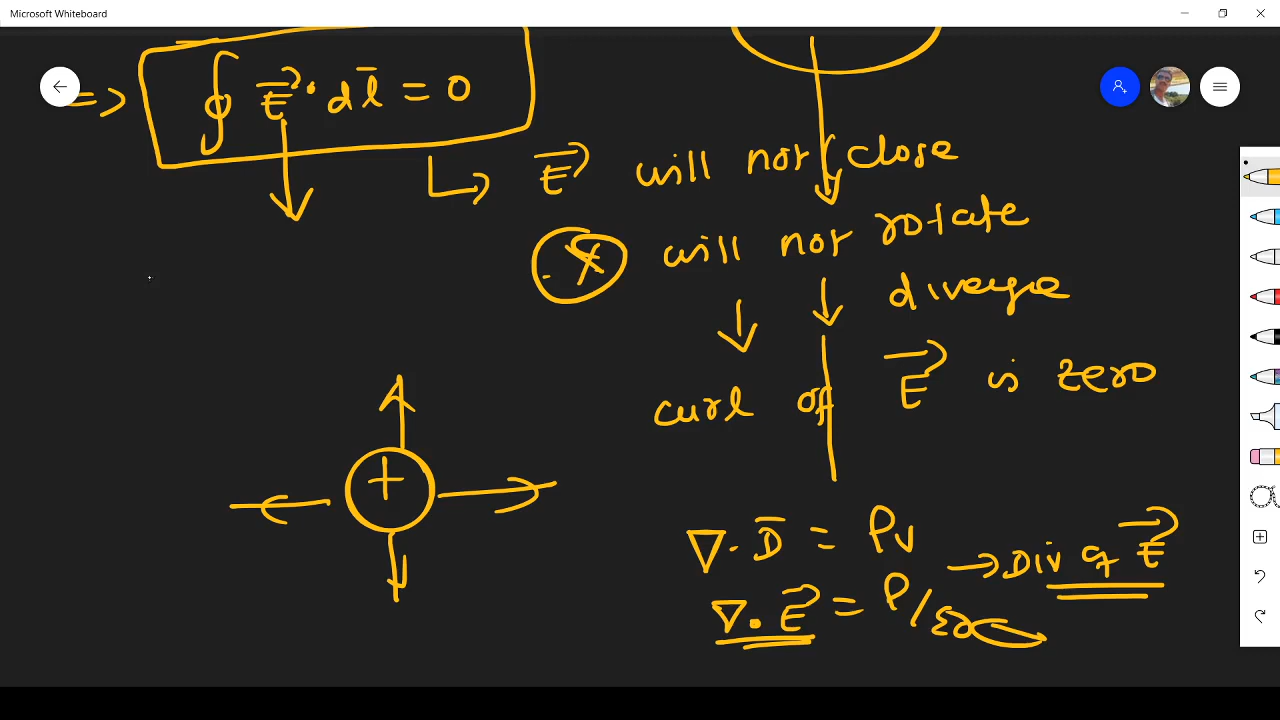 Microsoft Whiteboard
=> ∮ E⃗ · dl̄ = 0
↳ E⃗ will not close
will not rotate
diverge
curl of E⃗ is zero
+
∇ · D̄ = ρv
∇ · E⃗ = ρ/ε0
→ Div of E⃗